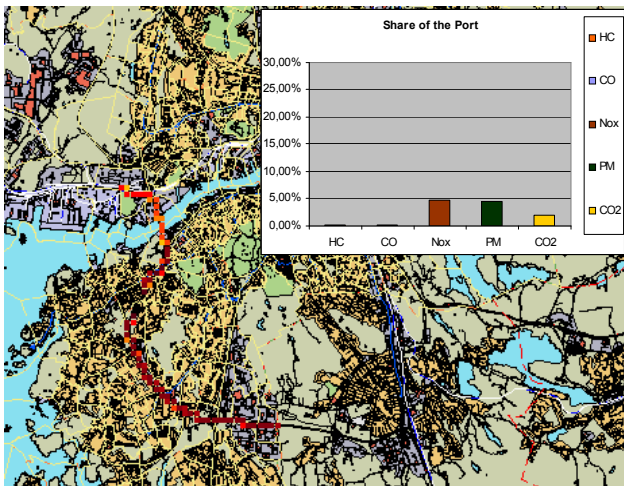 Share of the Port
30,00%
25,00%
20,00%
15,00%
10,00%
5,00%
0,00%
HC CO Nox PM CO2
HC
CO
Nox
PM
CO2